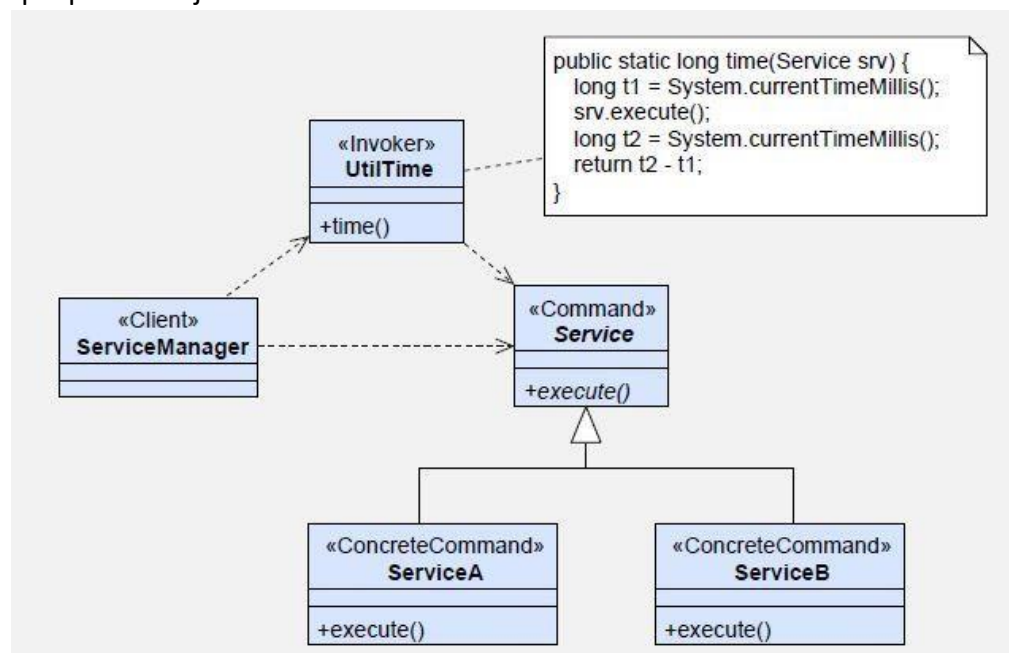 public static long time(Service srv) {
long t1 = System.currentTimeMillis();
srv.execute();
long t2 = System.currentTimeMillis();
return t2 - t1;
}
«Invoker»
UtilTime
+time()
«Client»
ServiceManager
«Command»
Service
+execute()
«ConcreteCommand»
ServiceA
+execute()
«ConcreteCommand»
ServiceB
+execute()